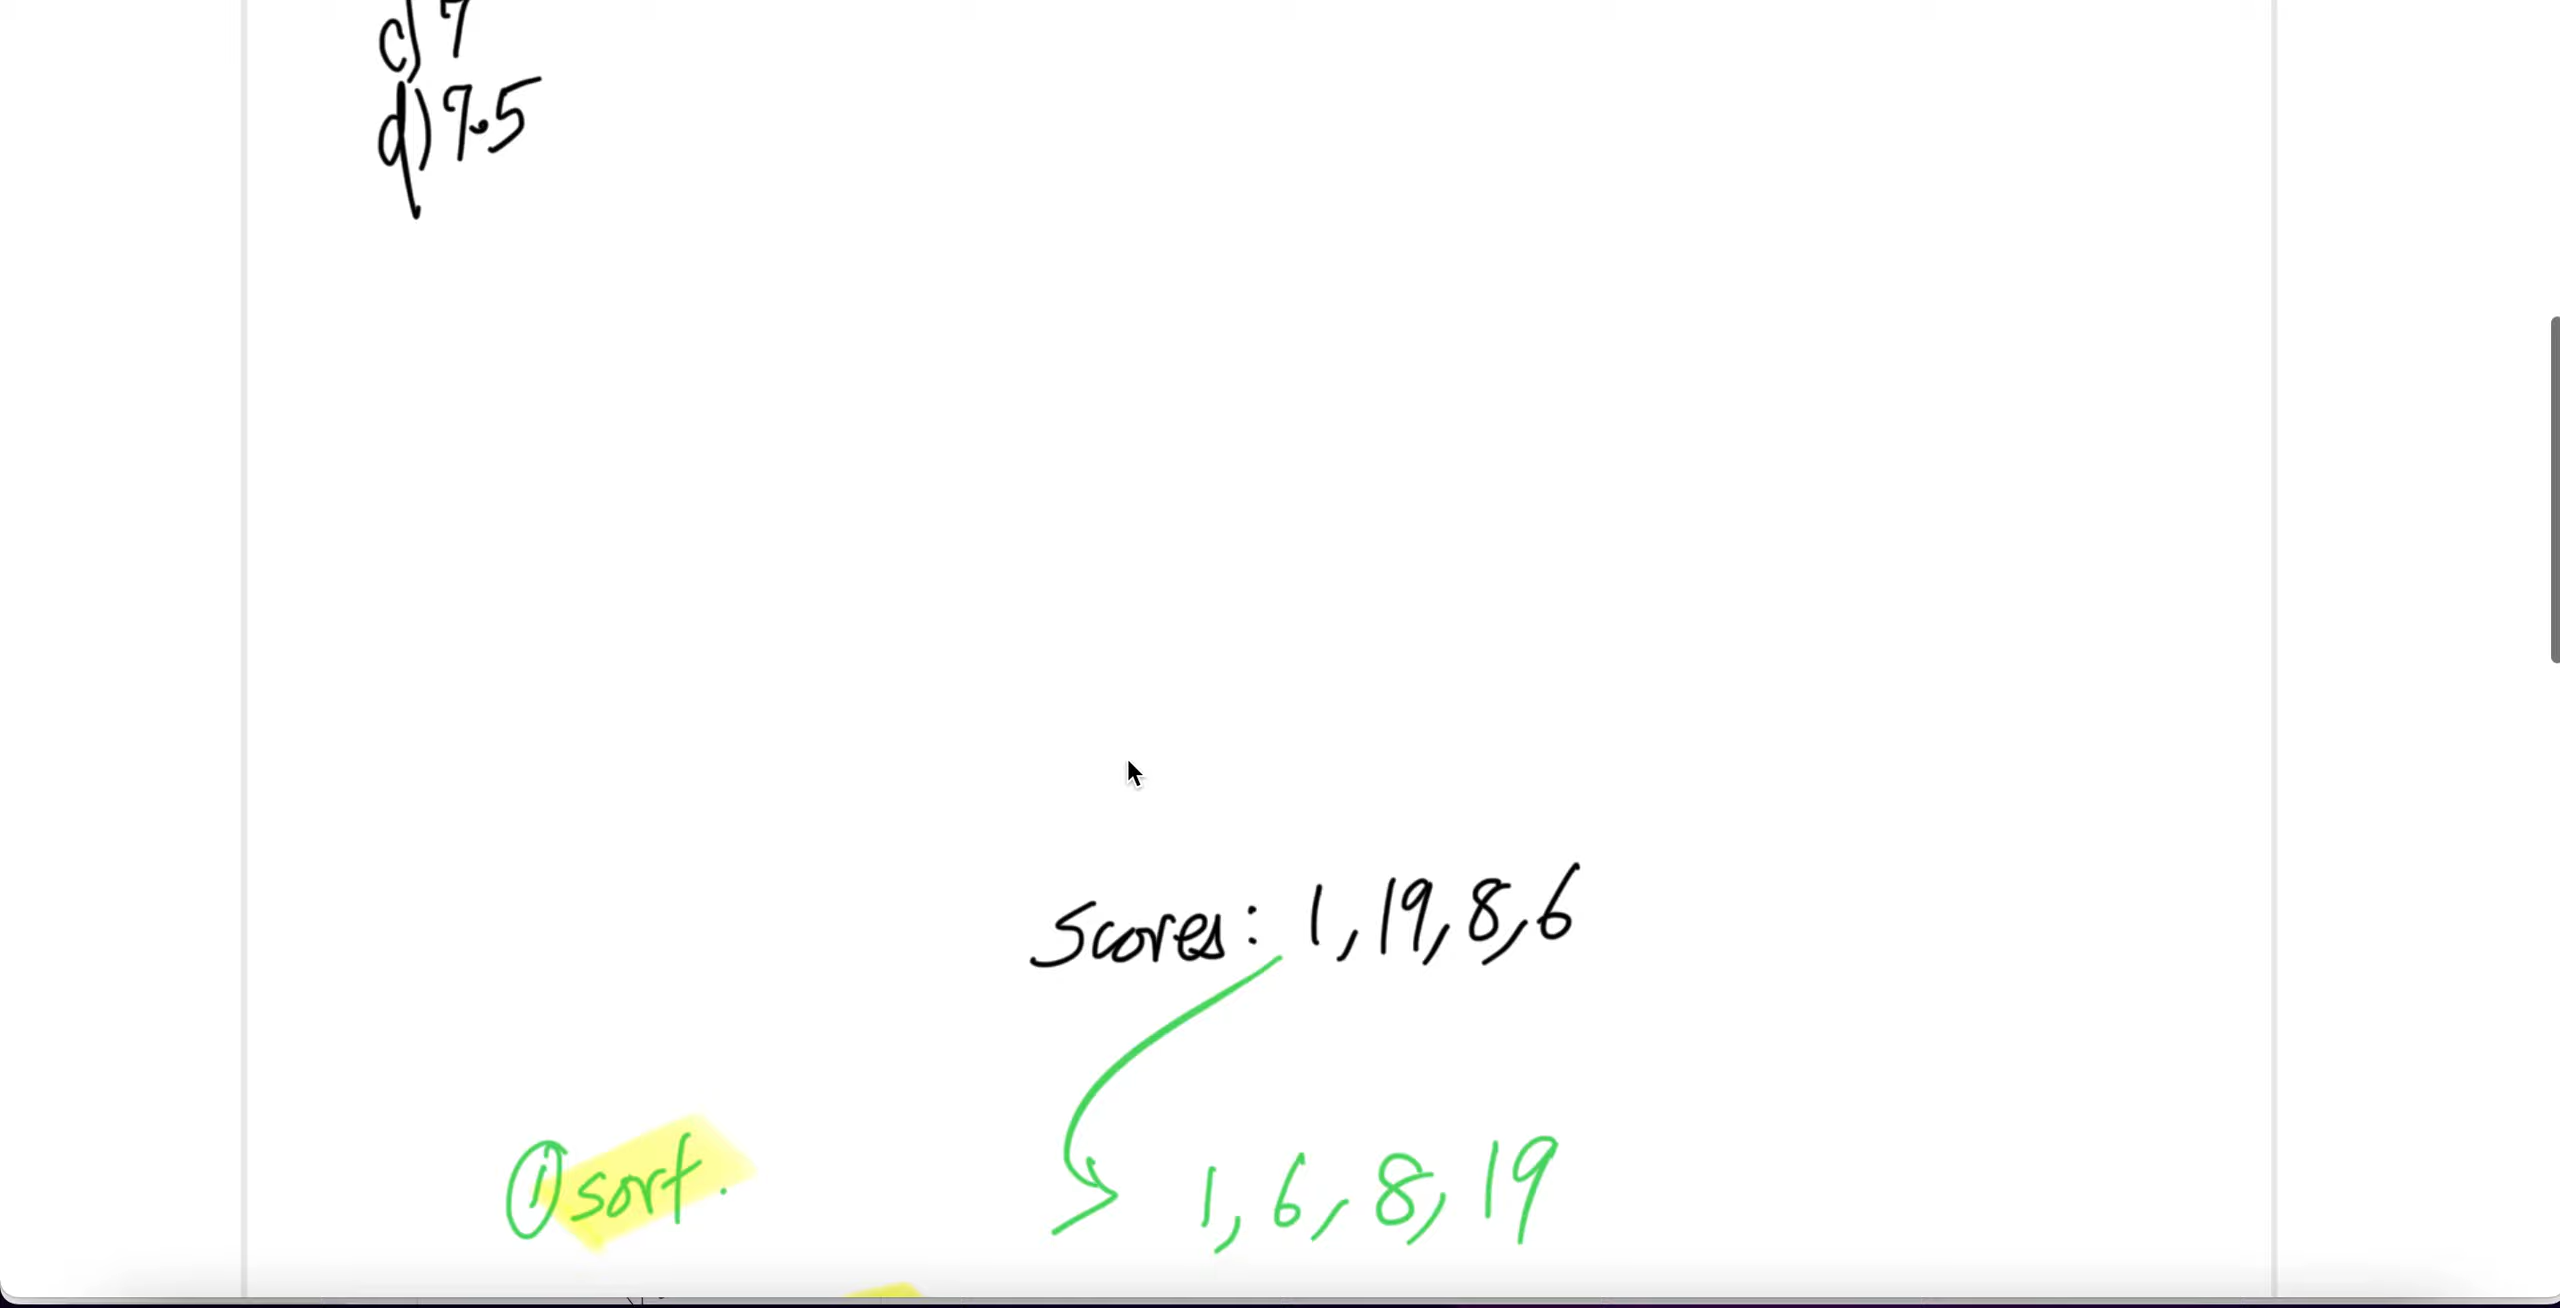 c) 7
d) 7.5
Scores: 1, 19, 8, 6
① sort.
1, 6, 8, 19